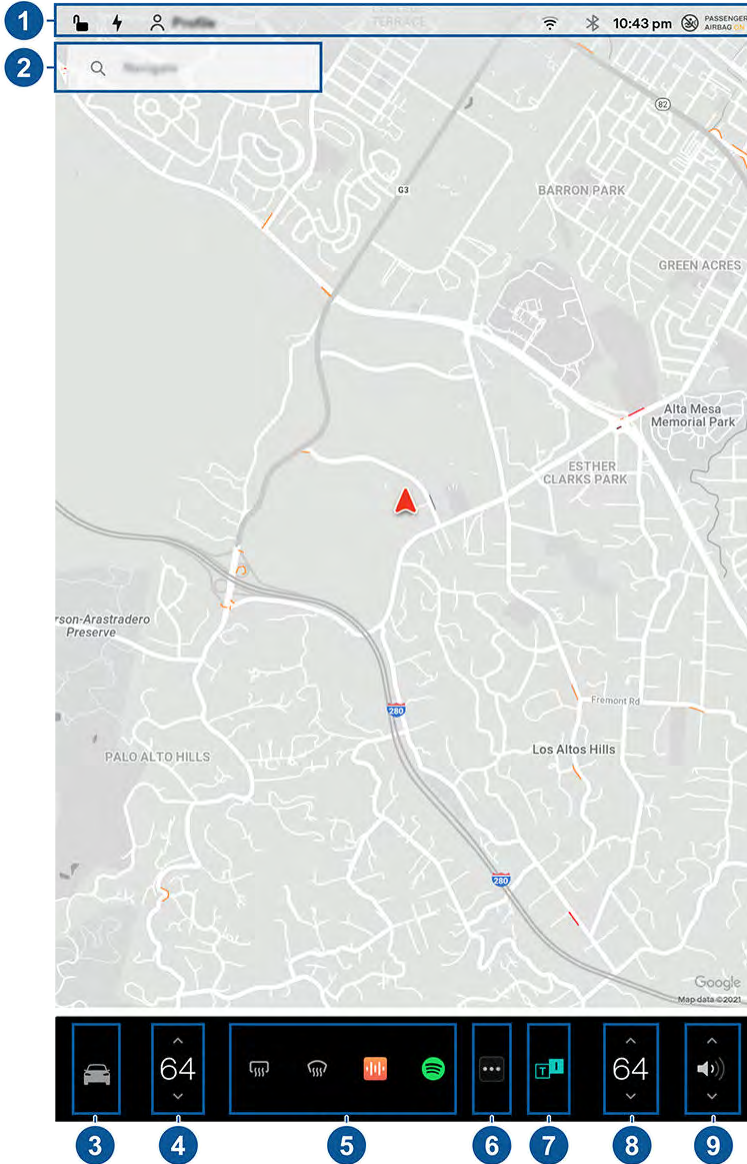 1
TERRACE
Profile
10:43 pm
PASSENGER
AIRBAG ON
2
Navigate
82
G3
BARRON PARK
GREEN ACRES
Alta Mesa
Memorial Park
ESTHER
CLARKS PARK
rson-Arastradero
Preserve
280
Fremont Rd
PALO ALTO HILLS
Los Altos Hills
280
Google
Map data ©2021
64
T
I
64
3
4
5
6
7
8
9